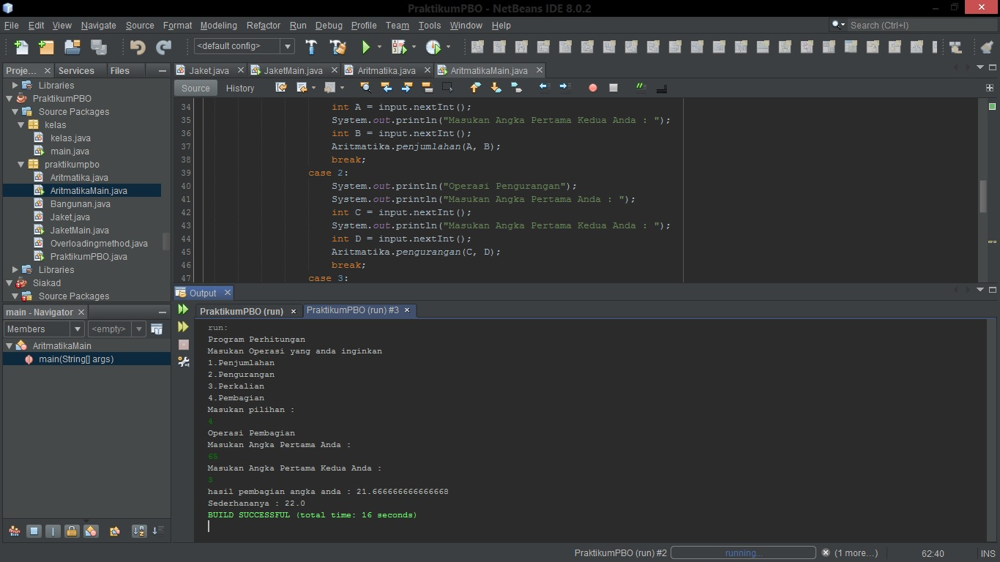 PraktikumPBO - NetBeans IDE 8.0.2
File Edit View Navigate Source Format Modeling Refactor Run Debug Profile Team Tools Window Help
Search (Ctrl+I)
<default config>
Proje... Services Files
Libraries
PraktikumPBO
Source Packages
kelas
kelas.java
main.java
praktikumpbo
Aritmatika.java
AritmatikaMain.java
Bangunan.java
Jaket.java
JaketMain.java
Overloadingmethod.java
PraktikumPBO.java
Libraries
Siakad
Source Packages
main - Navigator
Members <empty>
AritmatikaMain
main(String[] args)
Jaket.java JaketMain.java Aritmatika.java AritmatikaMain.java
Source History
34 int A = input.nextInt();
35 System.out.println("Masukan Angka Pertama Kedua Anda : ");
36 int B = input.nextInt();
37 Aritmatika.penjumlahan(A, B);
38 break;
39 case 2:
40 System.out.println("Operasi Pengurangan");
41 System.out.println("Masukan Angka Pertama Anda : ");
42 int C = input.nextInt();
43 System.out.println("Masukan Angka Pertama Kedua Anda : ");
44 int D = input.nextInt();
45 Aritmatika.pengurangan(C, D);
46 break;
47 case 3:
Output
PraktikumPBO (run) PraktikumPBO (run) #3
run:
Program Perhitungan
Masukan Operasi yang anda inginkan
1.Penjumlahan
2.Pengurangan
3.Perkalian
4.Pembagian
Masukan pilihan :
4
Operasi Pembagian
Masukan Angka Pertama Anda :
65
Masukan Angka Pertama Kedua Anda :
3
hasil pembagian angka anda : 21.666666666666668
Sederhananya : 22.0
BUILD SUCCESSFUL (total time: 16 seconds)
PraktikumPBO (run) #2 running... (1 more...) 62:40 INS